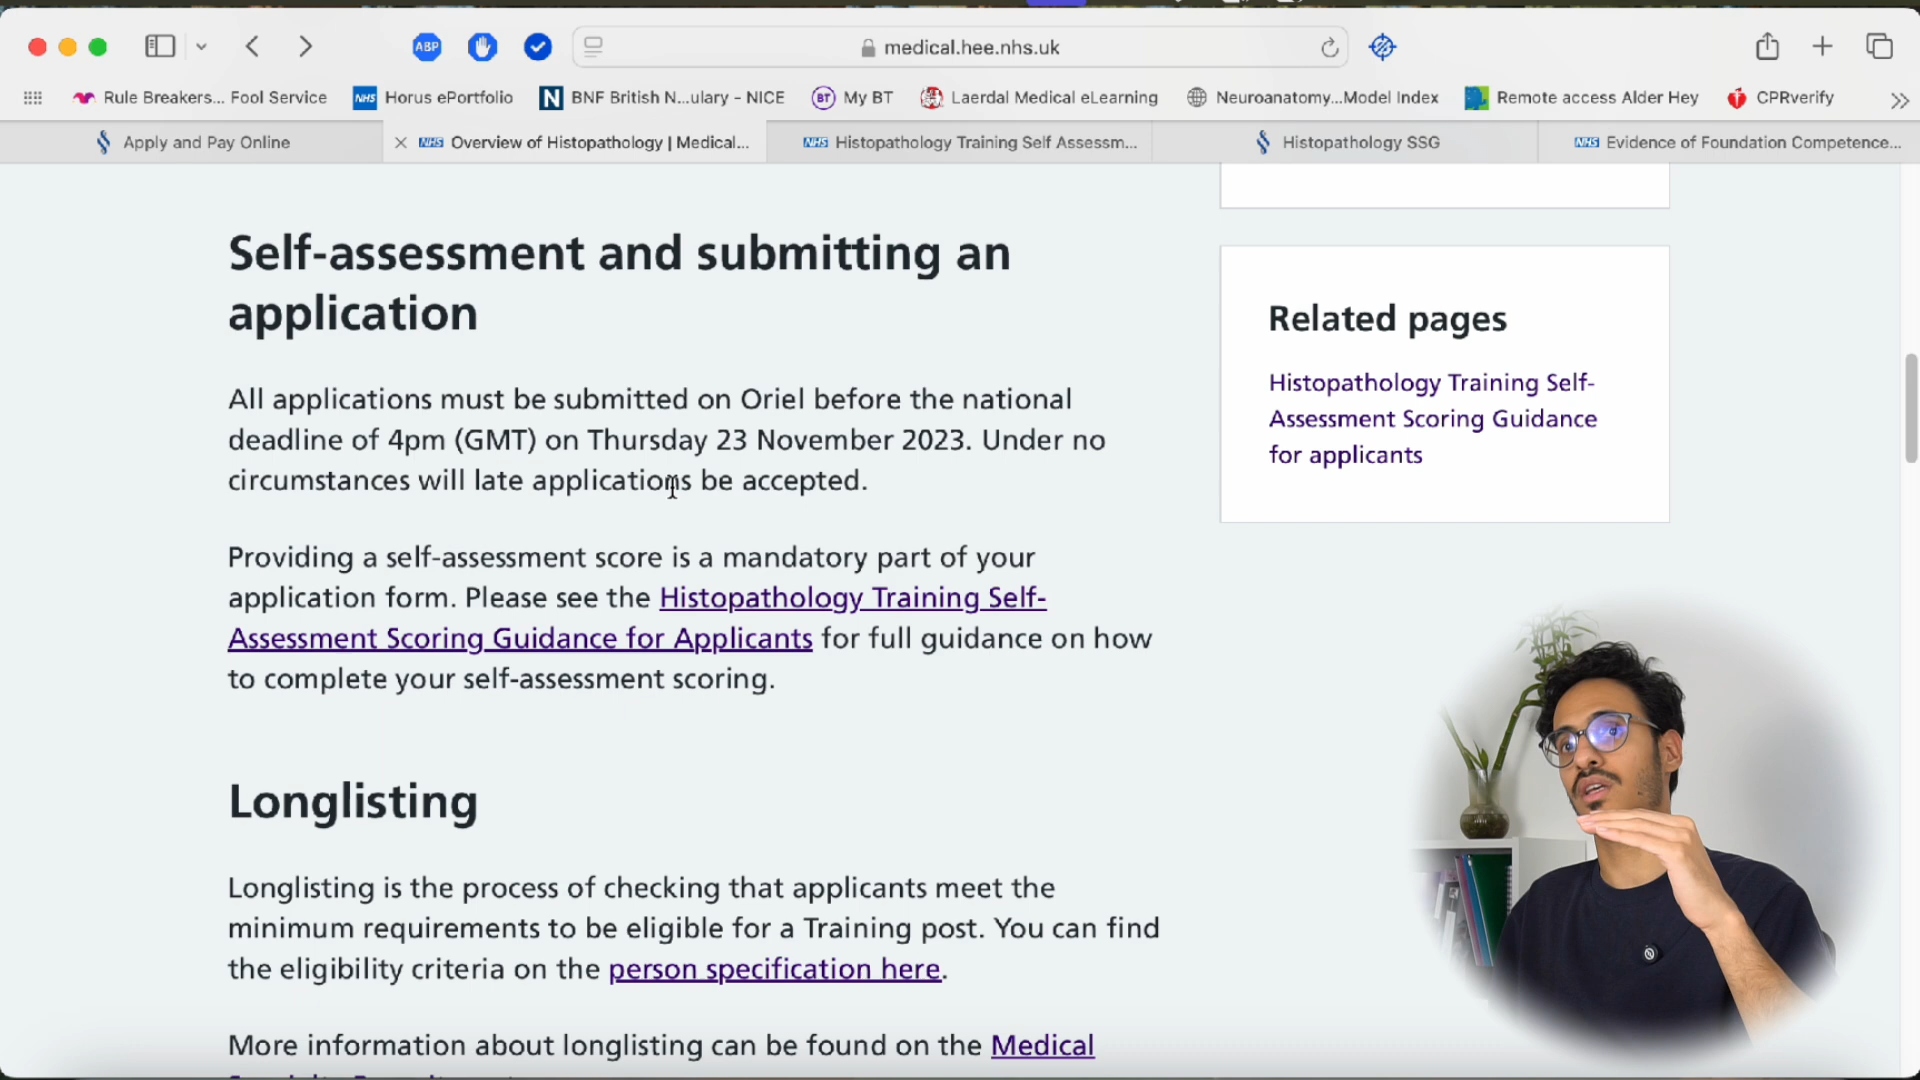 medical.hee.nhs.uk
Rule Breakers... Fool Service
NHS Horus ePortfolio
N BNF British N...ulary - NICE
BT My BT
Laerdal Medical eLearning
Neuroanatomy...Model Index
Remote access Alder Hey
CPRverify
ABP
Apply and Pay Online
NHS Overview of Histopathology | Medical...
NHS Histopathology Training Self Assessm...
Histopathology SSG
NHS Evidence of Foundation Competence...
Self-assessment and submitting an
application
All applications must be submitted on Oriel before the national
deadline of 4pm (GMT) on Thursday 23 November 2023. Under no
circumstances will late applications be accepted.
Providing a self-assessment score is a mandatory part of your
application form. Please see the Histopathology Training Self-
Assessment Scoring Guidance for Applicants for full guidance on how
to complete your self-assessment scoring.
Longlisting
Longlisting is the process of checking that applicants meet the
minimum requirements to be eligible for a Training post. You can find
the eligibility criteria on the person specification here.
More information about longlisting can be found on the Medical
Related pages
Histopathology Training Self-
Assessment Scoring Guidance
for applicants